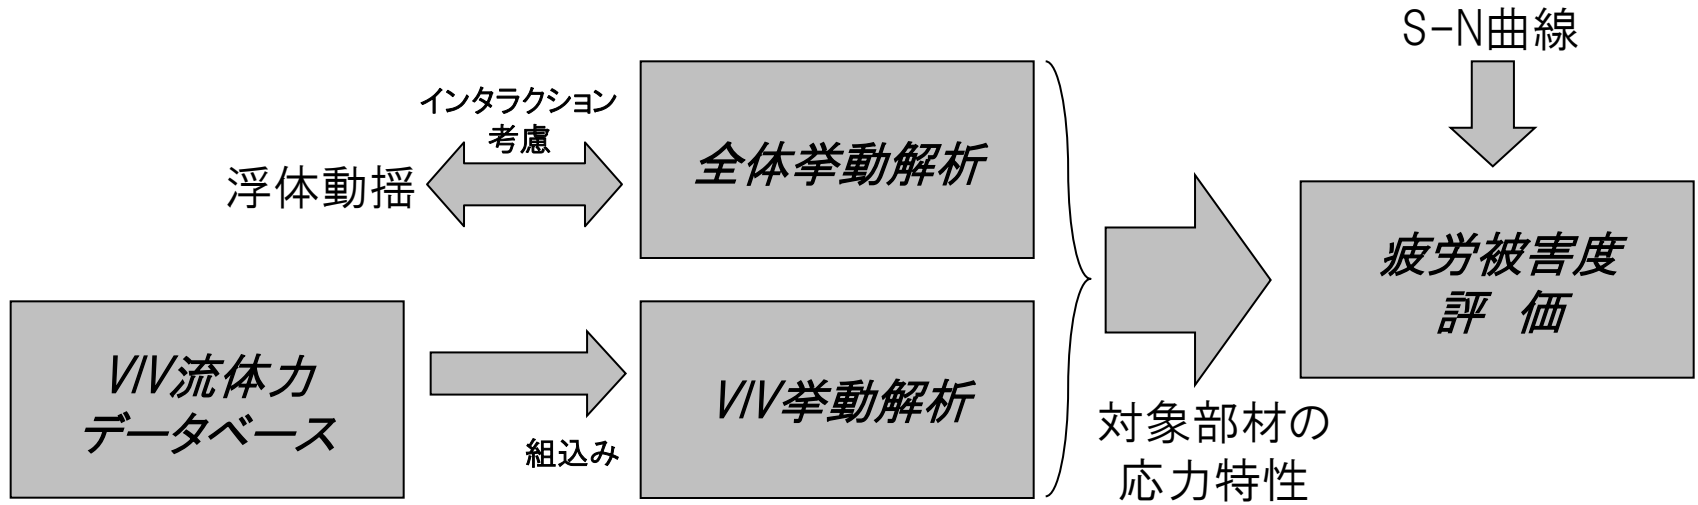 S-N曲線
インタラクション
考慮
全体挙動解析
浮体動揺
疲労被害度
評　価
VIV流体力
データベース
VIV挙動解析
組込み
対象部材の
応力特性